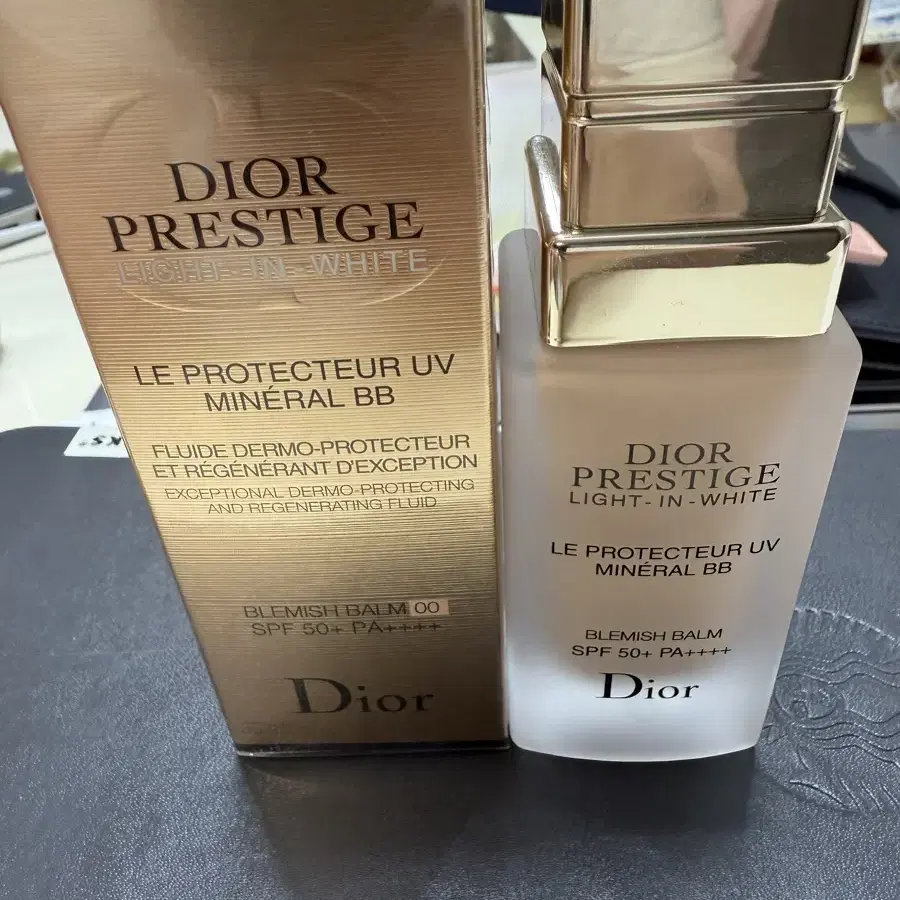 DIOR
PRESTIGE
LIGHT-IN-WHITE
LE PROTECTEUR UV
MINÉRAL BB
FLUIDE DERMO-PROTECTEUR
ET RÉGÉNÉRANT D'EXCEPTION
EXCEPTIONAL DERMO-PROTECTING
AND REGENERATING FLUID
BLEMISH BALM 00
SPF 50+ PA++++
Dior
DIOR
PRESTIGE
LIGHT-IN-WHITE
LE PROTECTEUR UV
MINÉRAL BB
BLEMISH BALM
SPF 50+ PA++++
Dior